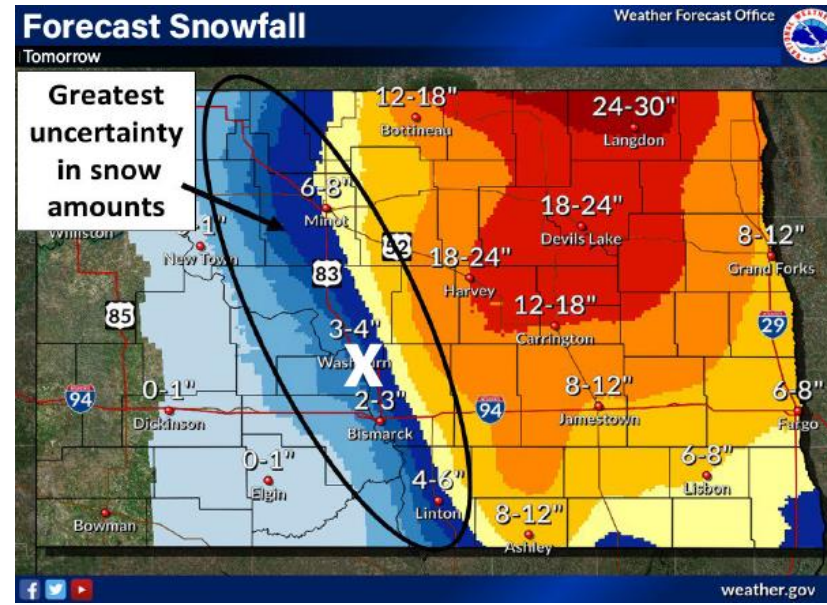 Forecast Snowfall
Weather Forecast Office
Tomorrow
Greatest
uncertainty
in snow
amounts
12-18"
Bottineau
24-30"
Langdon
6-8"
Minot
Williston
New Town
52
18-24"
Devils Lake
8-12"
Grand Forks
83
18-24"
Harvey
85
12-18"
Carrington
29
3-4"
X
94
0-1"
Dickinson
2-3"
Bismarck
94
8-12"
Jamestown
6-8"
Fargo
0-1"
Elgin
4-6"
Linton
6-8"
Lisbon
Bowman
8-12"
Ashley
weather.gov